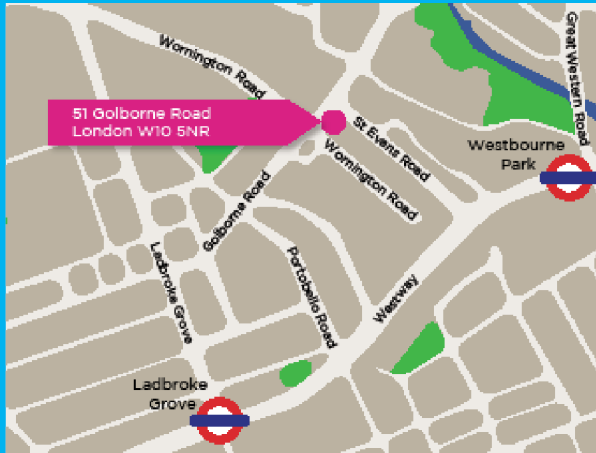 Great Western Road
Wornington Road
51 Golborne Road
London W10 5NR
St Evans Road
Wornington Road
Westbourne
Park
Golborne Road
Ladbroke Grove
Portobello Road
Westway
Ladbroke
Grove